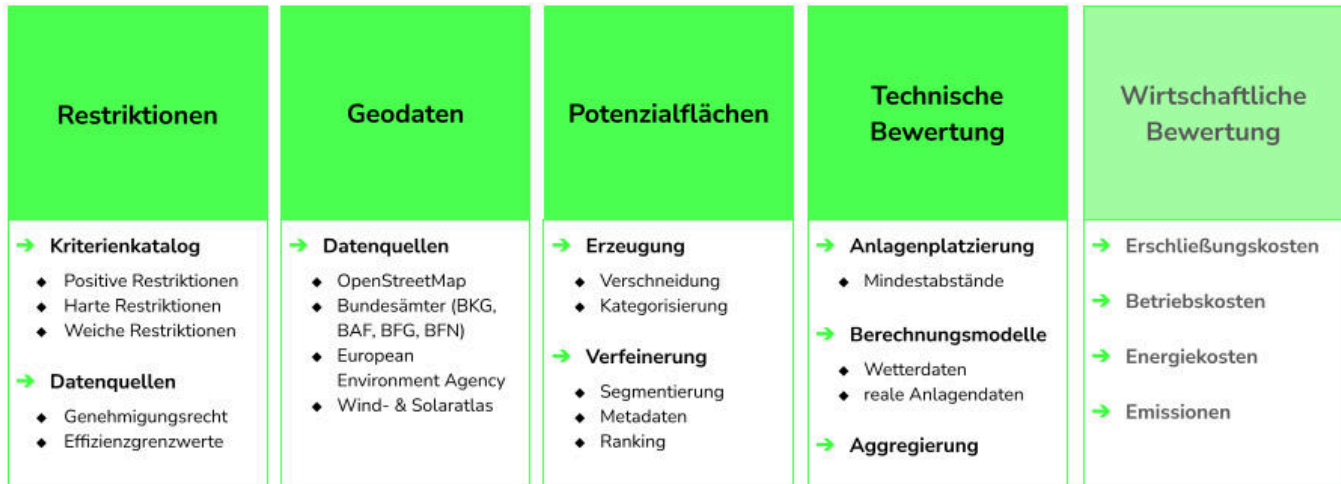 Restriktionen
➔ Kriterienkatalog
◆ Positive Restriktionen
◆ Harte Restriktionen
◆ Weiche Restriktionen
➔ Datenquellen
◆ Genehmigungsrecht
◆ Effizienzgrenzwerte
Geodaten
➔ Datenquellen
◆ OpenStreetMap
◆ Bundesämter (BKG,
BAF, BFG, BFN)
◆ European
Environment Agency
◆ Wind- & Solaratlas
Potenzialflächen
➔ Erzeugung
◆ Verschneidung
◆ Kategorisierung
➔ Verfeinerung
◆ Segmentierung
◆ Metadaten
◆ Ranking
Technische
Bewertung
➔ Anlagenplatzierung
◆ Mindestabstände
➔ Berechnungsmodelle
◆ Wetterdaten
◆ reale Anlagendaten
➔ Aggregierung
Wirtschaftliche
Bewertung
➔ Erschließungskosten
➔ Betriebskosten
➔ Energiekosten
➔ Emissionen